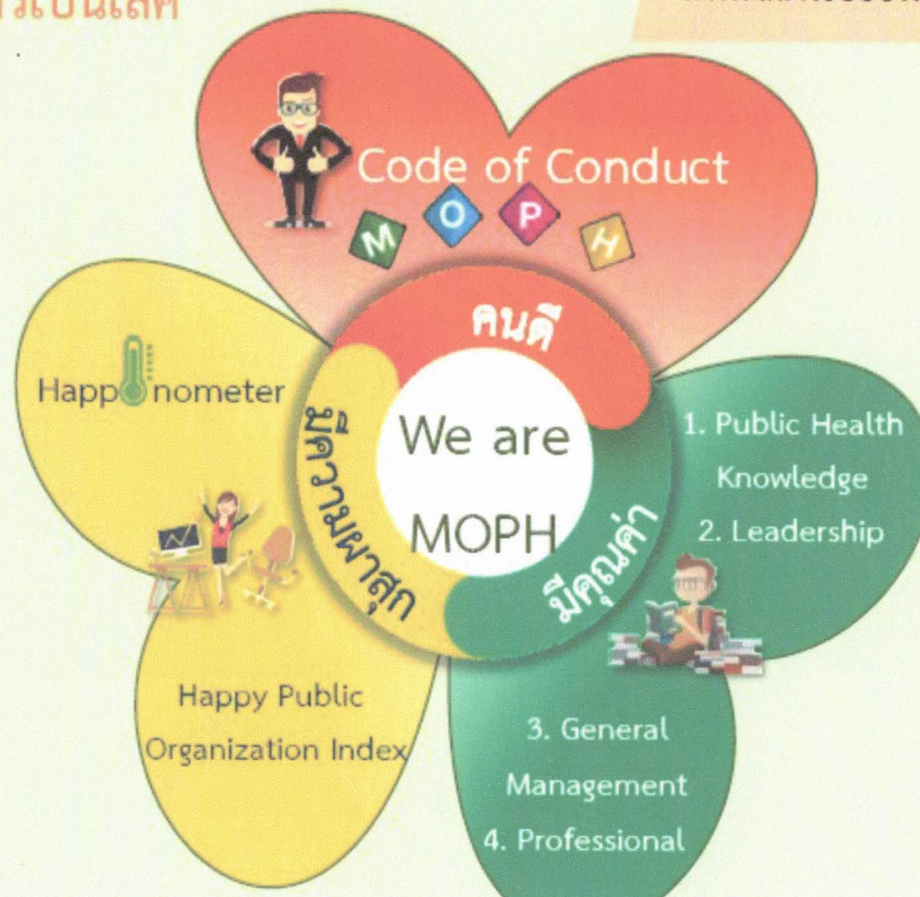 Code of Conduct
M O P H
คนดี
Happinometer
We are
MOPH
มีความผาสุก
มีคุณค่า
1. Public Health
Knowledge
2. Leadership
Happy Public
Organization Index
3. General
Management
4. Professional